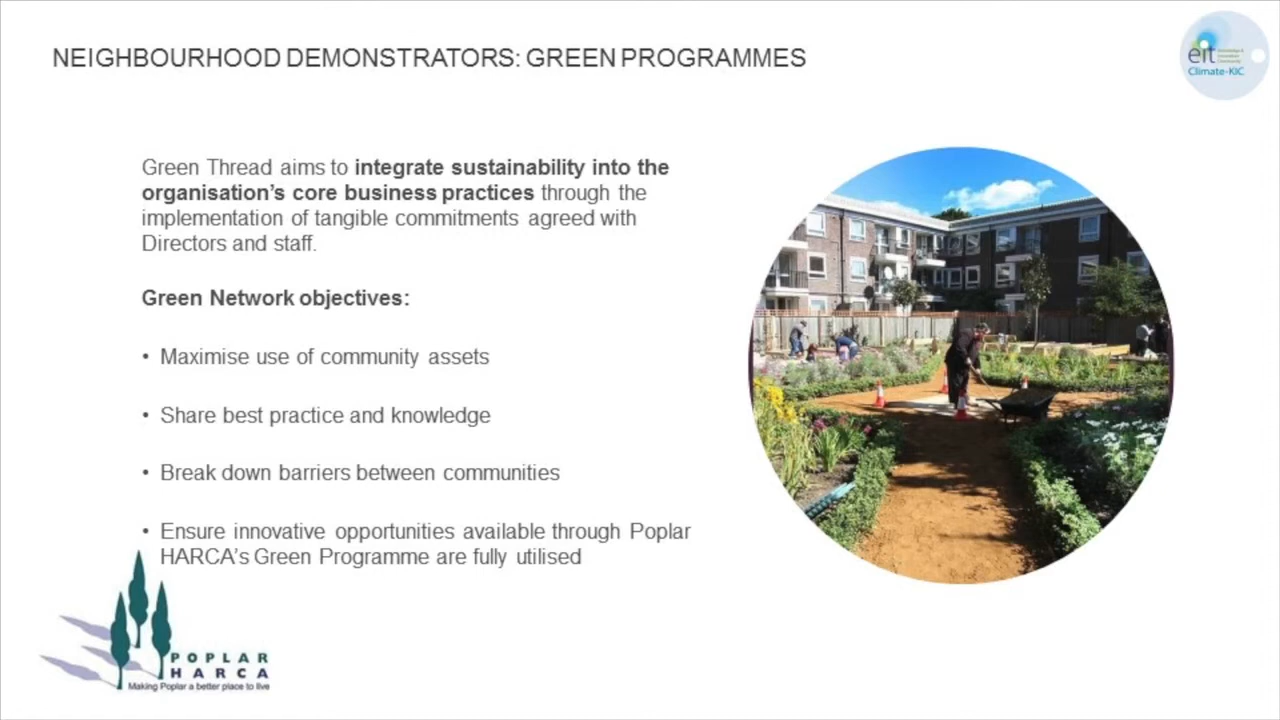 NEIGHBOURHOOD DEMONSTRATORS: GREEN PROGRAMMES
eit
Climate-KIC
Green Thread aims to integrate sustainability into the
organisation's core business practices through the
implementation of tangible commitments agreed with
Directors and staff.
Green Network objectives:
• Maximise use of community assets
• Share best practice and knowledge
• Break down barriers between communities
• Ensure innovative opportunities available through Poplar
HARCA's Green Programme are fully utilised
POPLAR
HARCA
Making Poplar a better place to live